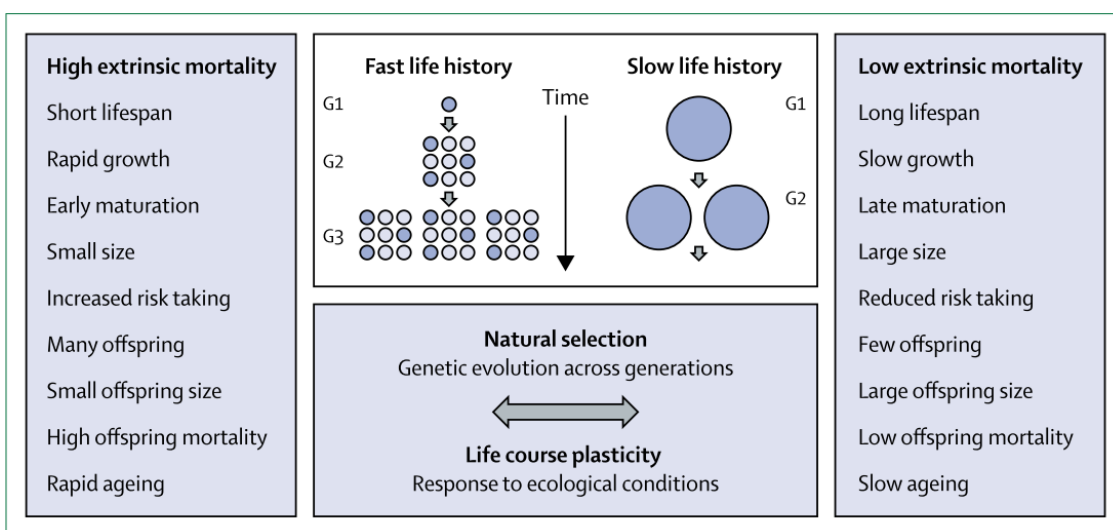 High extrinsic mortality
Short lifespan
Rapid growth
Early maturation
Small size
Increased risk taking
Many offspring
Small offspring size
High offspring mortality
Rapid ageing
Fast life history
Slow life history
G1
Time
G1
G2
G2
G3
Natural selection
Genetic evolution across generations
Life course plasticity
Response to ecological conditions
Low extrinsic mortality
Long lifespan
Slow growth
Late maturation
Large size
Reduced risk taking
Few offspring
Large offspring size
Low offspring mortality
Slow ageing